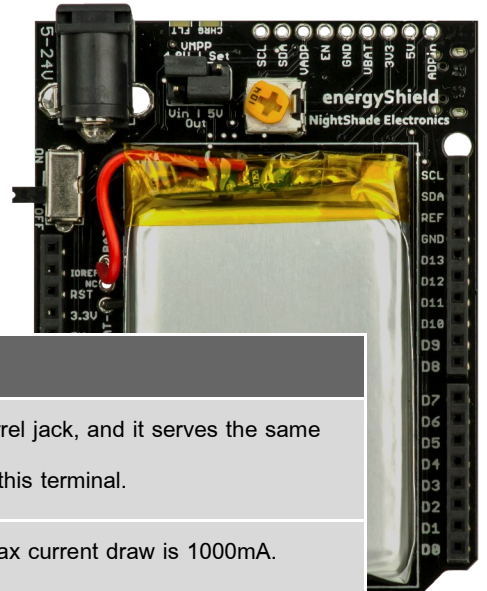 CHRG FLT
5-24V
VMPP
Set
Vin | 5V
Out
104
SCL
SDA
VADP
EN
GND
VBAT
3V3
5V
ADPin
energyShield
NightShade Electronics
ON
OFF
IOREF
NC
RST
3.3V
SCL
SDA
REF
GND
D13
D12
D11
D10
D9
D8
D7
D6
D5
D4
D3
D2
D1
D0
rel jack, and it serves the same
this terminal.
ax current draw is 1000mA.